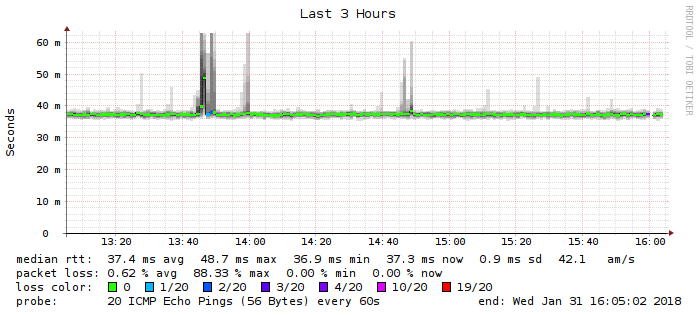 Last 3 Hours
RRDTOOL / TOBI OETIKER
Seconds
60 m
50 m
40 m
30 m
20 m
10 m
0
13:20 13:40 14:00 14:20 14:40 15:00 15:20 15:40 16:00
median rtt: 37.4 ms avg 48.7 ms max 36.9 ms min 37.3 ms now 0.9 ms sd 42.1 am/s
packet loss: 0.62 % avg 88.33 % max 0.00 % min 0.00 % now
loss color: 0 1/20 2/20 3/20 4/20 10/20 19/20
probe: 20 ICMP Echo Pings (56 Bytes) every 60s end: Wed Jan 31 16:05:02 2018